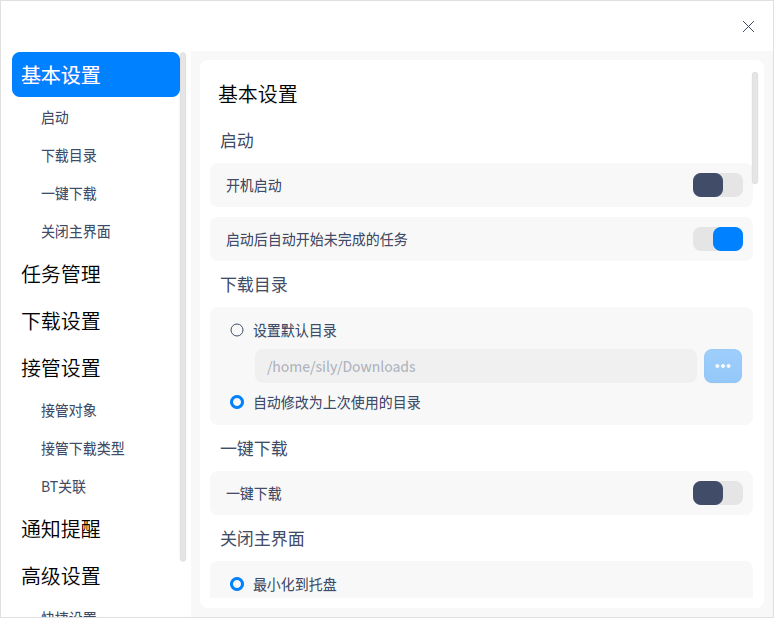 基本设置
启动
下载目录
一键下载
关闭主界面
任务管理
下载设置
接管设置
接管对象
接管下载类型
BT关联
通知提醒
高级设置
快捷设置
基本设置
启动
开机启动
启动后自动开始未完成的任务
下载目录
设置默认目录
/home/sily/Downloads
自动修改为上次使用的目录
一键下载
一键下载
关闭主界面
最小化到托盘